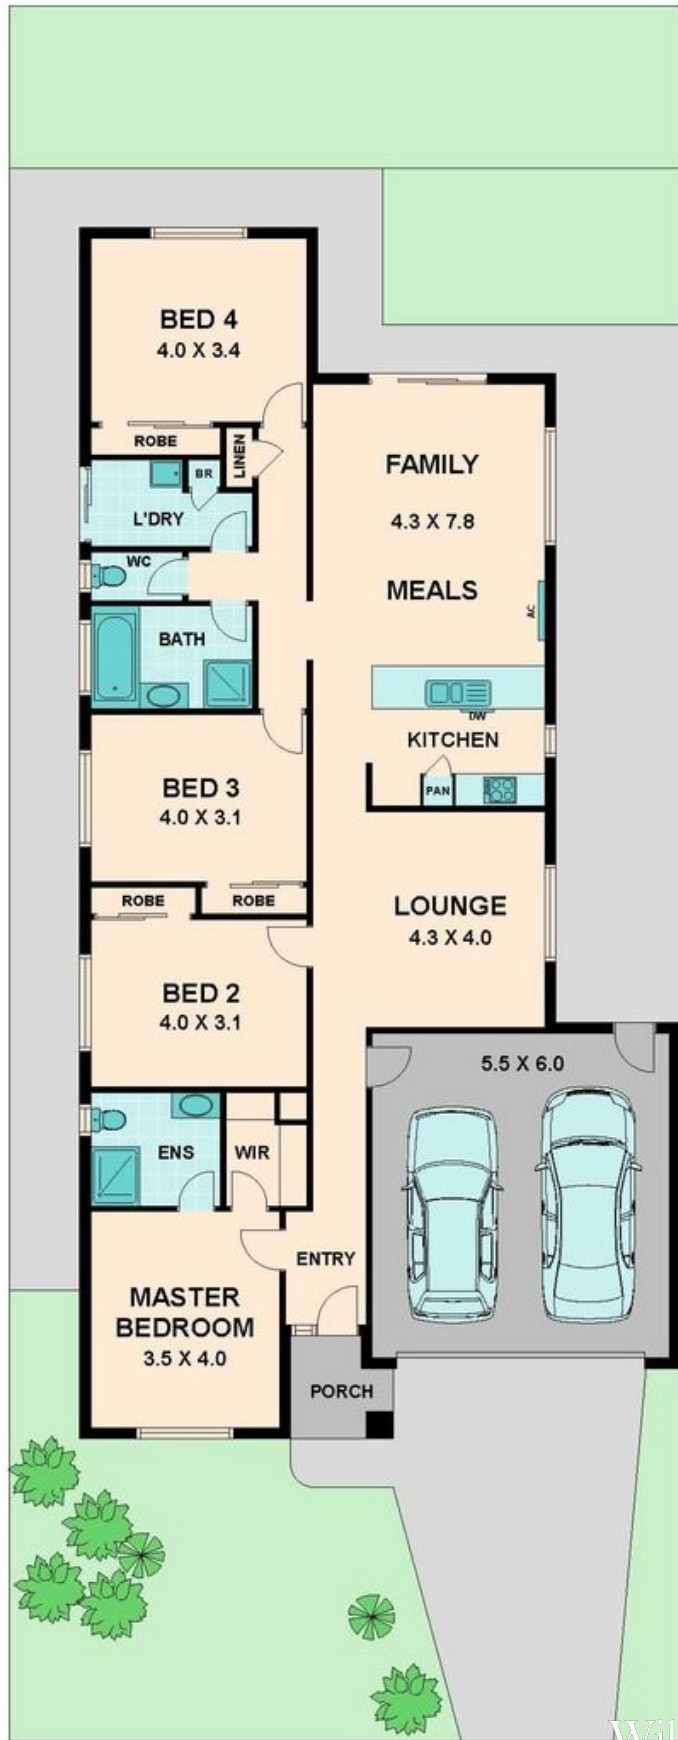 BED 4
4.0 X 3.4
ROBE
LINEN
BR
L'DRY
WC
BATH
FAMILY
4.3 X 7.8
MEALS
AC
DW
KITCHEN
PAN
BED 3
4.0 X 3.1
ROBE
ROBE
LOUNGE
4.3 X 4.0
BED 2
4.0 X 3.1
5.5 X 6.0
ENS
WIR
ENTRY
MASTER
BEDROOM
3.5 X 4.0
PORCH